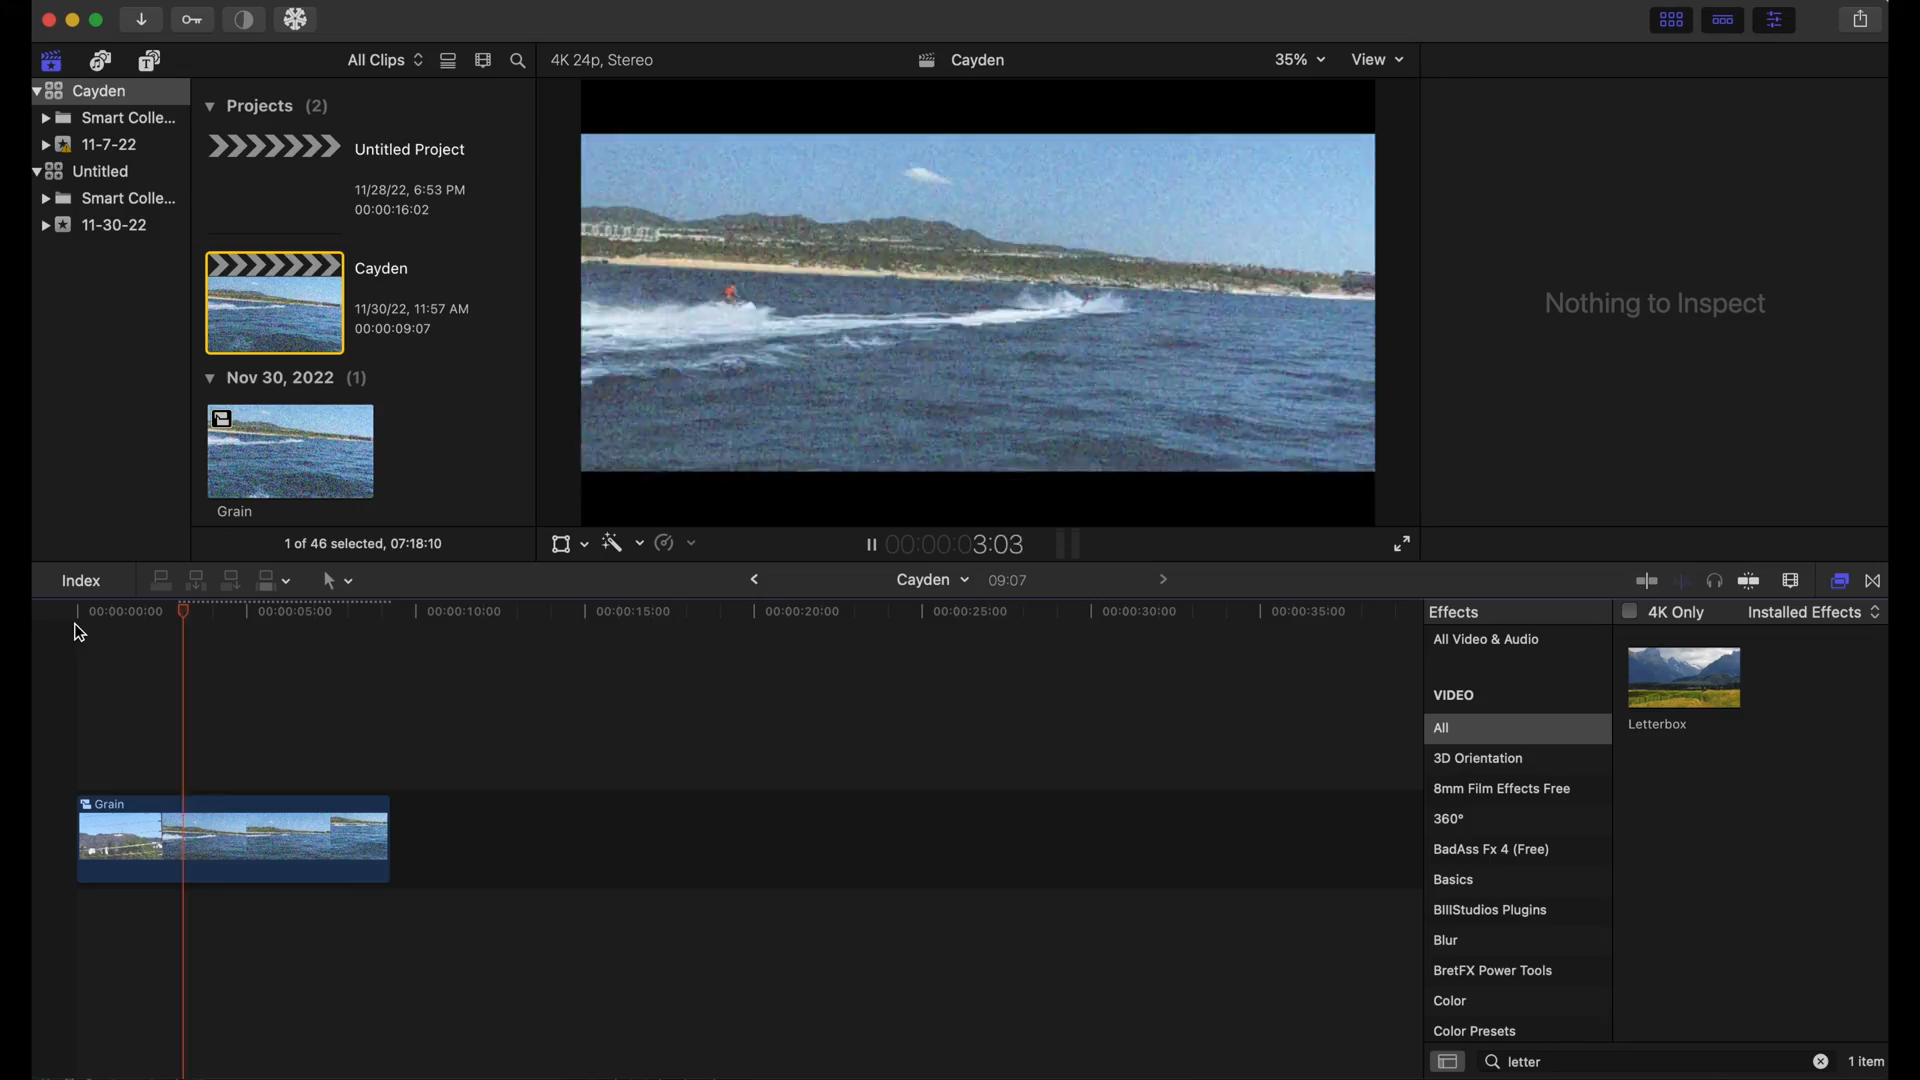 All Clips
4K 24p, Stereo
Cayden
35%
View
Cayden
Smart Colle...
11-7-22
Untitled
Smart Colle...
11-30-22
Projects (2)
Untitled Project
11/28/22, 6:53 PM
00:00:16:02
Cayden
11/30/22, 11:57 AM
00:00:09:07
Nov 30, 2022 (1)
Grain
1 of 46 selected, 07:18:10
Nothing to Inspect
00:00:03:03
Index
Cayden
09:07
00:00:00:00
00:00:05:00
00:00:10:00
00:00:15:00
00:00:20:00
00:00:25:00
00:00:30:00
00:00:35:00
Grain
Effects
4K Only
Installed Effects
All Video & Audio
VIDEO
All
3D Orientation
8mm Film Effects Free
360°
BadAss Fx 4 (Free)
Basics
BIIIStudios Plugins
Blur
BretFX Power Tools
Color
Color Presets
Letterbox
letter
1 item